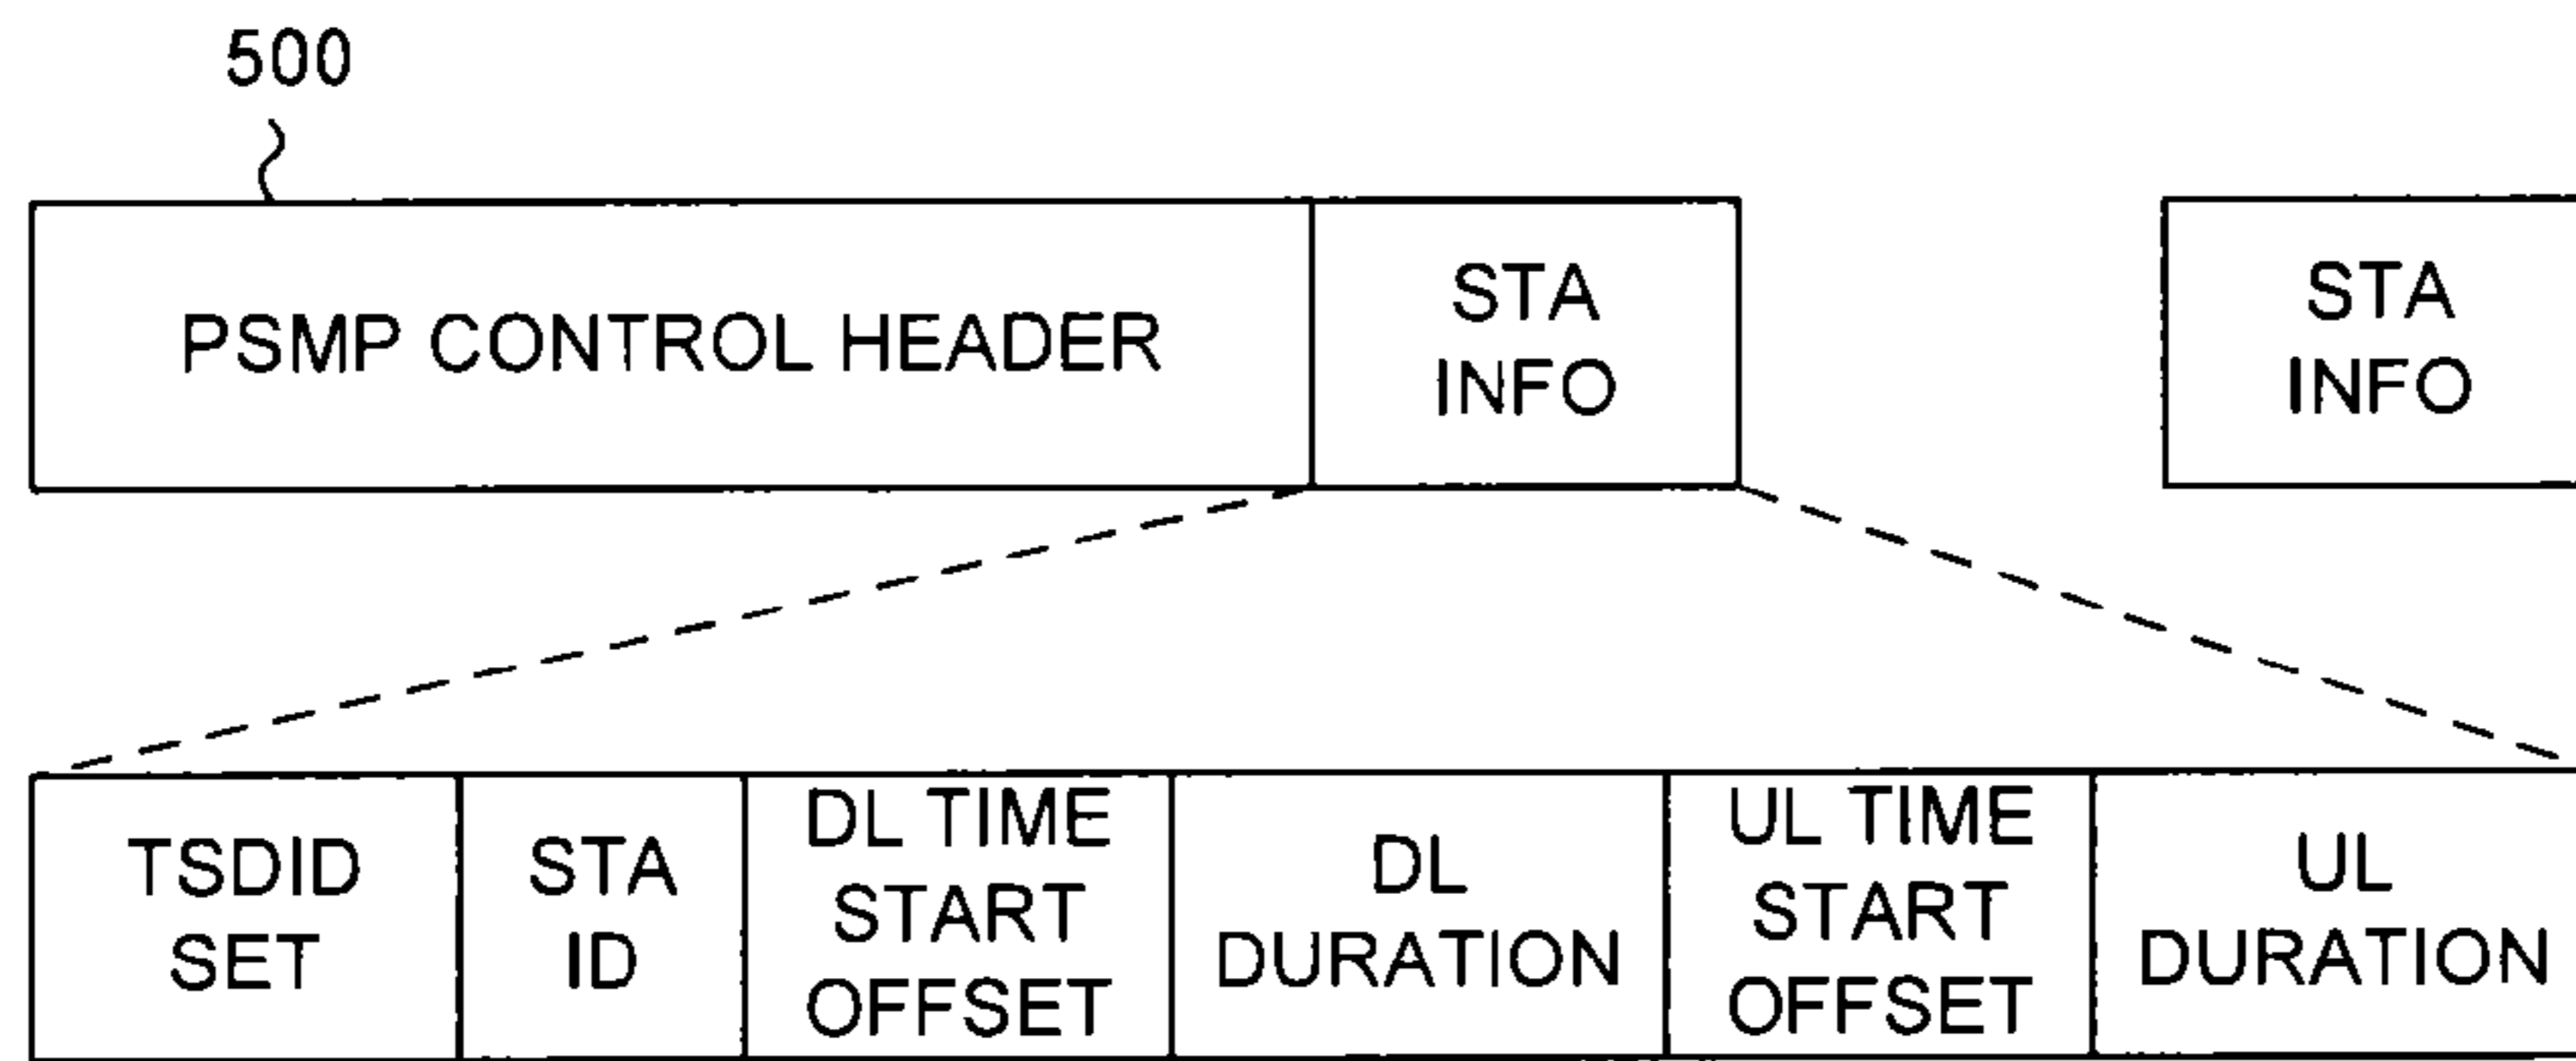 500
PSMP CONTROL HEADER
STA
INFO
STA
INFO
TSDID
SET
STA
ID
DL TIME
START
OFFSET
DL
DURATION
UL TIME
START
OFFSET
UL
DURATION